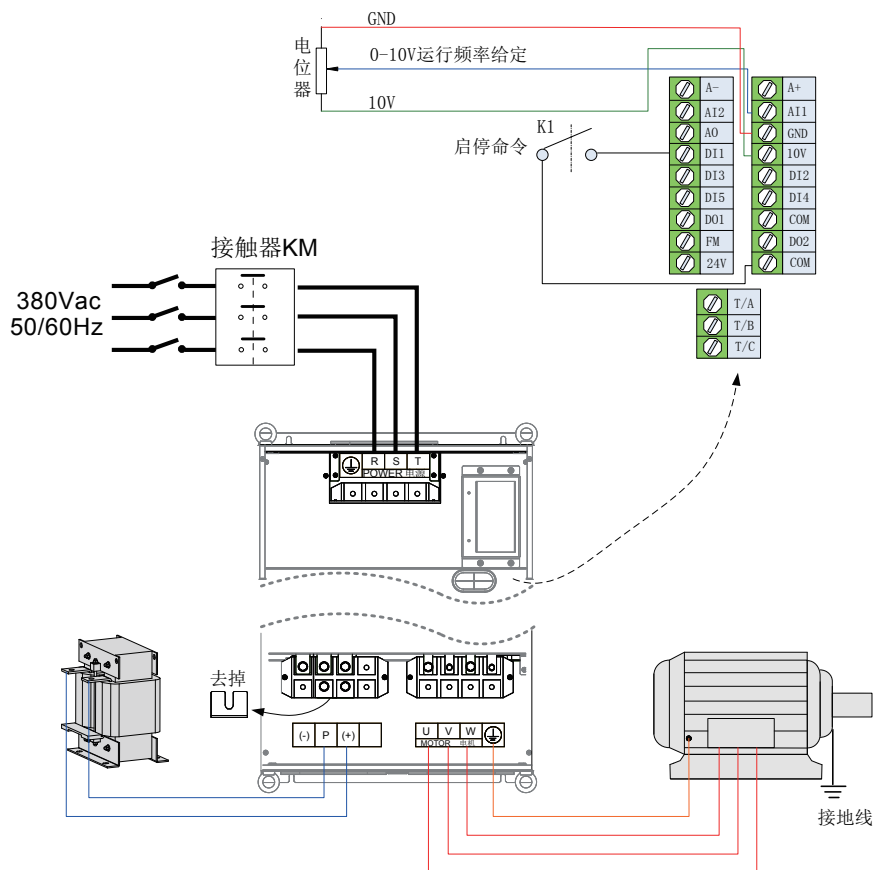 GND
电位器
0-10V运行频率给定
10V
A- A+
AI2 AI1
AO GND
DI1 10V
DI3 DI2
DI5 DI4
DO1 COM
FM DO2
24V COM
K1
启停命令
T/A
T/B
T/C
接触器KM
380Vac
50/60Hz
R S T
POWER 电源
去掉
(-) P (+)
U V W
MOTOR 电机
接地线